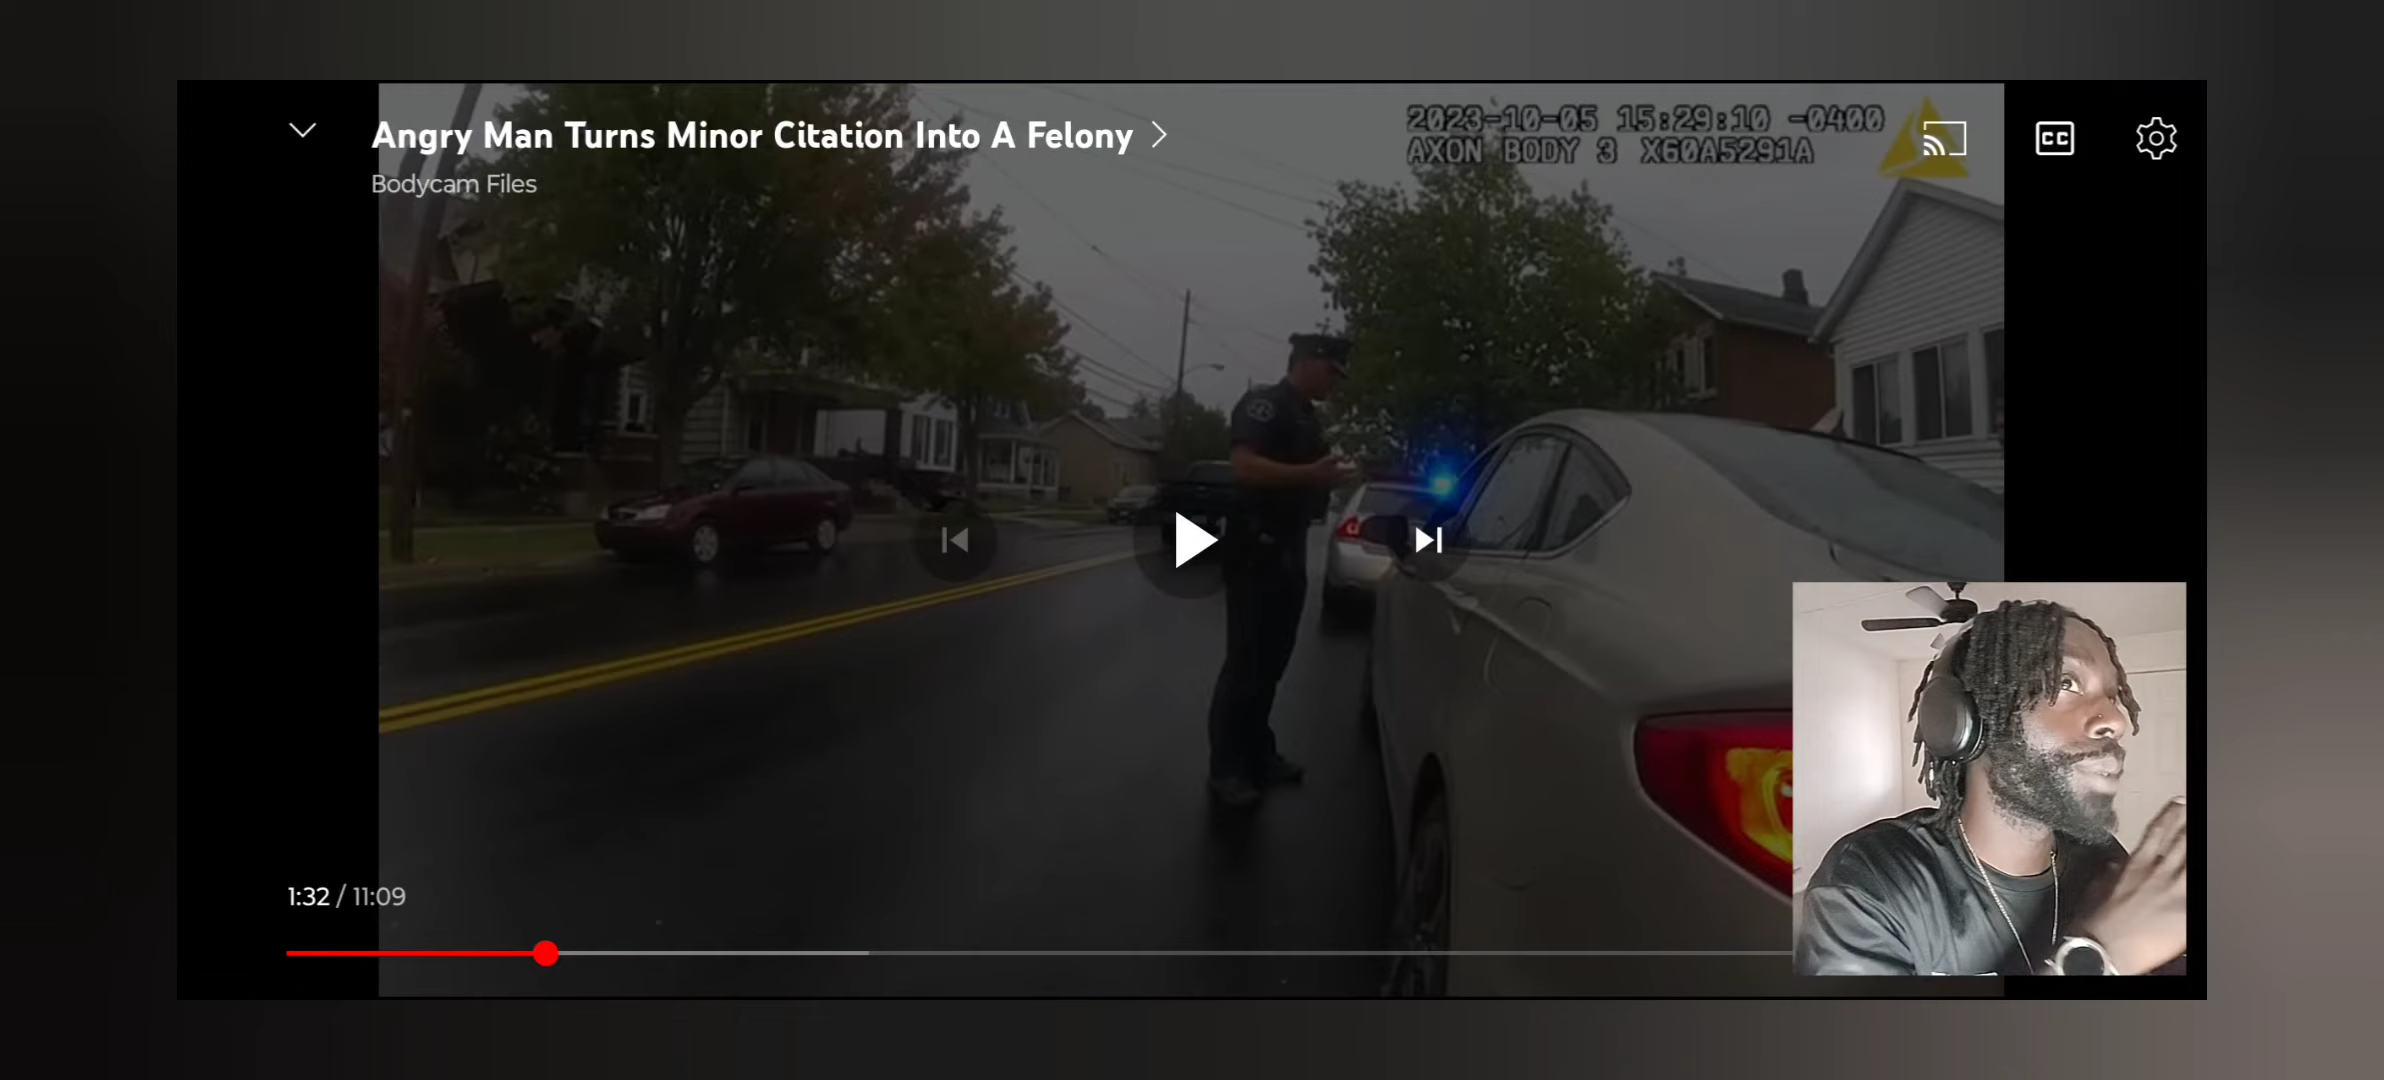 Angry Man Turns Minor Citation Into A Felony
Bodycam Files
2023-10-05 15:29:10 -0400
AXON BODY 3 X60A5291A
CC
1:32 / 11:09